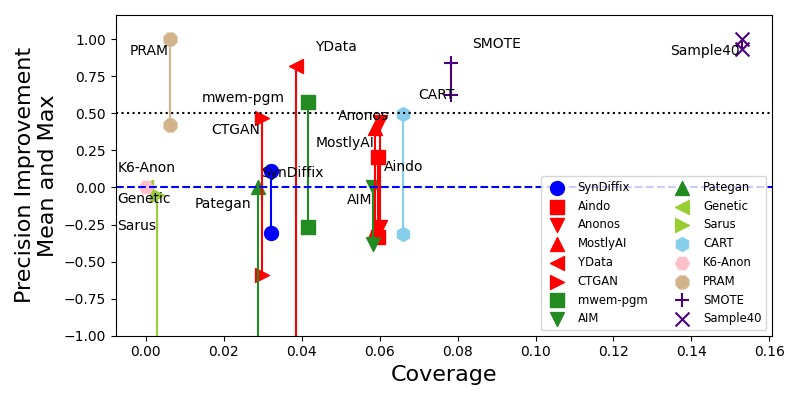 Precision Improvement
Mean and Max
1.00
0.75
0.50
0.25
0.00
−0.25
−0.50
−0.75
−1.00
PRAM
YData
SMOTE
Sample40
mwem-pgm
CART
CTGAN
Anonos
MostlyAI
K6-Anon
SynDiffix
Aindo
Genetic
Pategan
AIM
Sarus
SynDiffix
Aindo
Anonos
MostlyAI
YData
CTGAN
mwem-pgm
AIM
Pategan
Genetic
Sarus
CART
K6-Anon
PRAM
SMOTE
Sample40
0.00 0.02 0.04 0.06 0.08 0.10 0.12 0.14 0.16
Coverage